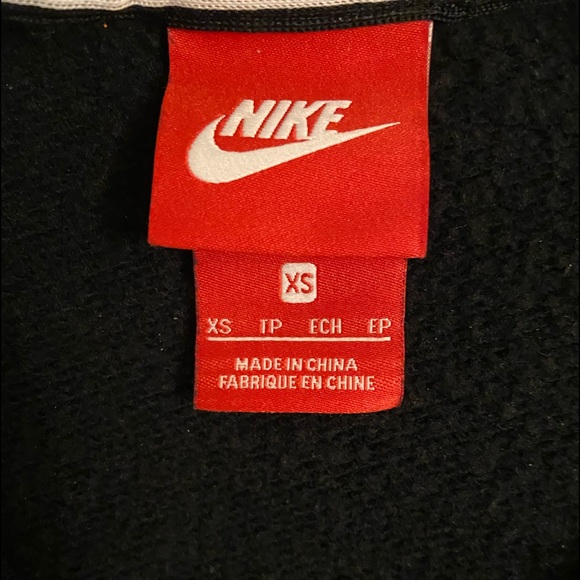 NIKE
XS
XS TP ECH EP
MADE IN CHINA
FABRIQUE EN CHINE